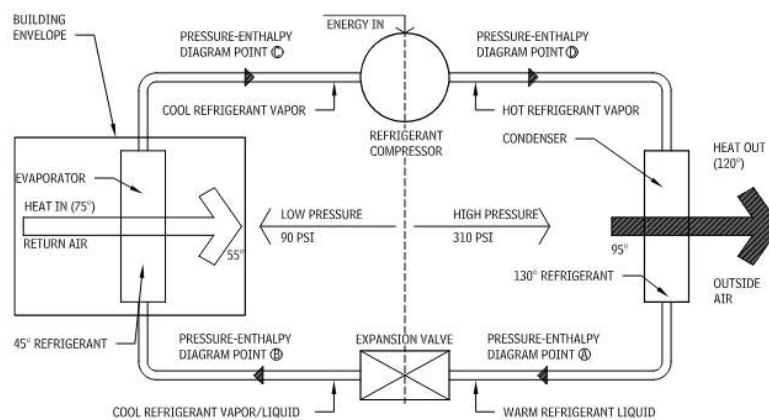 BUILDING
ENVELOPE
ENERGY IN
PRESSURE-ENTHALPY
DIAGRAM POINT Ⓒ
PRESSURE-ENTHALPY
DIAGRAM POINT Ⓓ
COOL REFRIGERANT VAPOR
HOT REFRIGERANT VAPOR
REFRIGERANT
COMPRESSOR
CONDENSER
HEAT OUT
(120°)
EVAPORATOR
HEAT IN (75°)
RETURN AIR
55°
LOW PRESSURE
90 PSI
HIGH PRESSURE
310 PSI
95°
130° REFRIGERANT
OUTSIDE
AIR
45° REFRIGERANT
PRESSURE-ENTHALPY
DIAGRAM POINT Ⓑ
EXPANSION VALVE
PRESSURE-ENTHALPY
DIAGRAM POINT Ⓐ
COOL REFRIGERANT VAPOR/LIQUID
WARM REFRIGERANT LIQUID